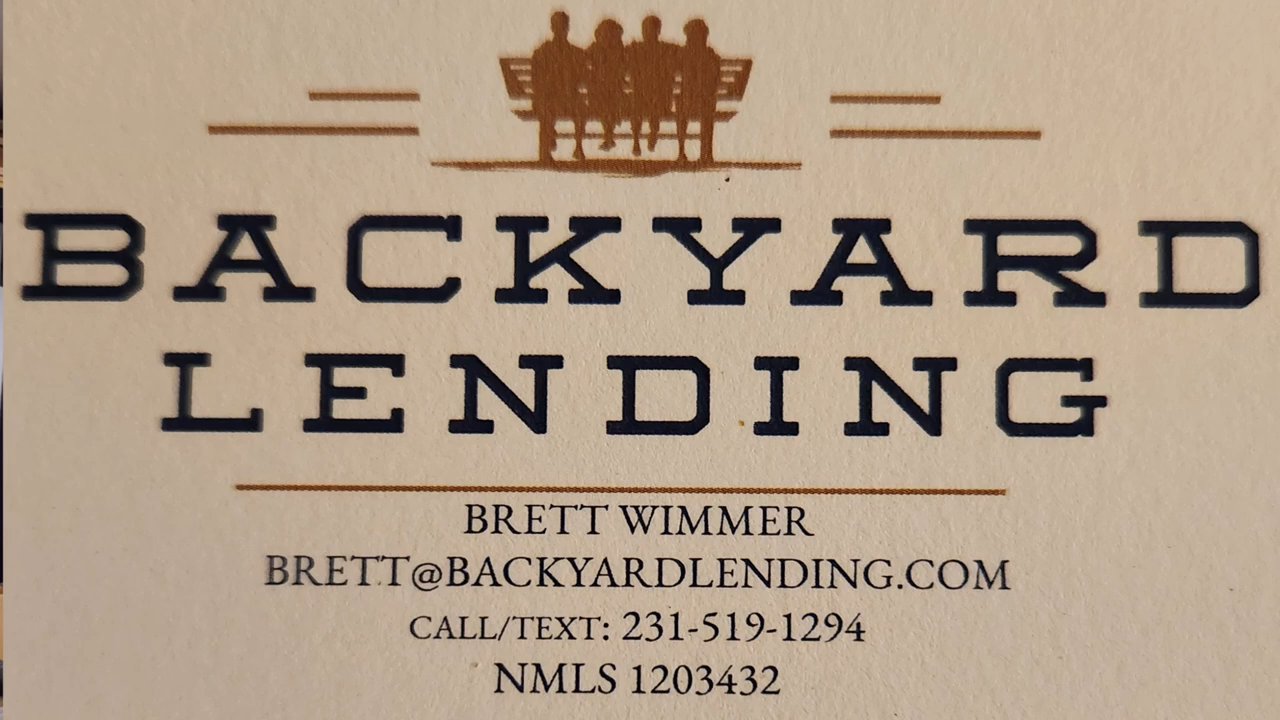 BACKYARD
LENDING
BRETT WIMMER
BRETT@BACKYARDLENDING.COM
CALL/TEXT: 231-519-1294
NMLS 1203432